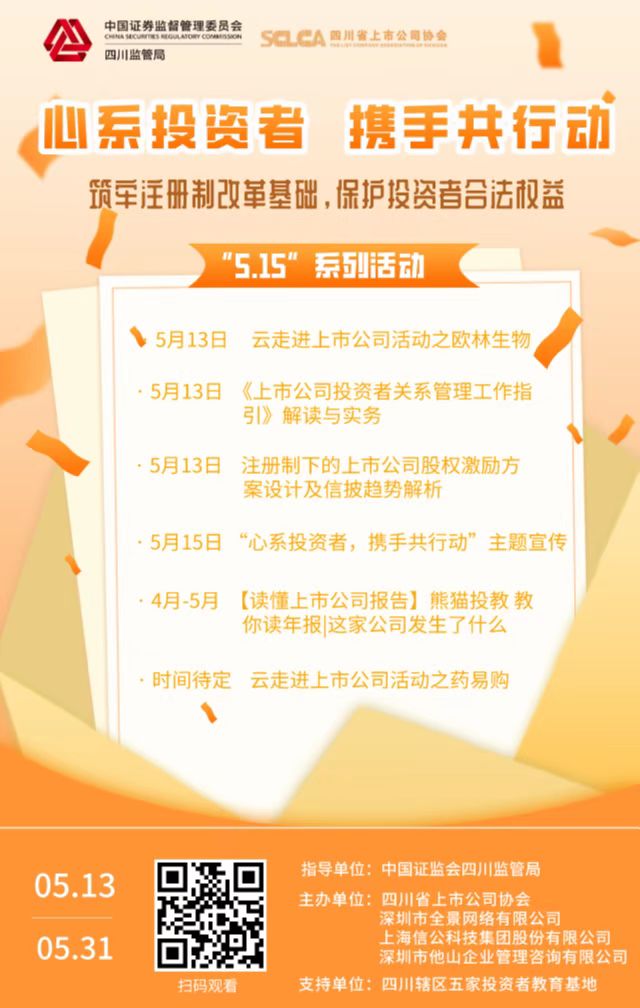 中国证券监督管理委员会
CHINA SECURITIES REGULATORY COMMISSION
四川监管局
SCLCA 四川省上市公司协会
THE LIST COMPANY ASSOCIATION OF SICHUAN
心系投资者 携手共行动
筑牢注册制改革基础,保护投资者合法权益
"5.15"系列活动
· 5月13日 云走进上市公司活动之欧林生物
· 5月13日 《上市公司投资者关系管理工作指
引》解读与实务
· 5月13日 注册制下的上市公司股权激励方
案设计及信披趋势解析
· 5月15日 “心系投资者，携手共行动”主题宣传
· 4月-5月 【读懂上市公司报告】熊猫投教 教
你读年报|这家公司发生了什么
· 时间待定 云走进上市公司活动之药易购
05.13
05.31
扫码观看
指导单位：中国证监会四川监管局
主办单位：四川省上市公司协会
深圳市全景网络有限公司
上海信公科技集团股份有限公司
深圳市他山企业管理咨询有限公司
支持单位：四川辖区五家投资者教育基地